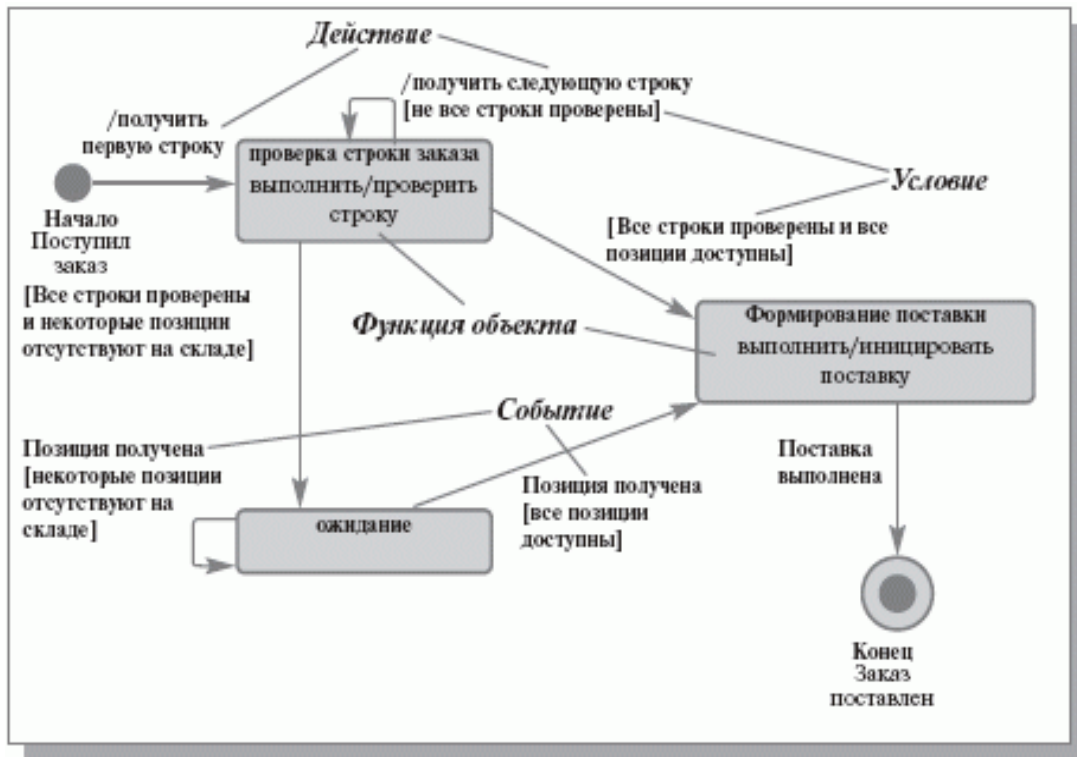 Действие
/получить следующую строку
[не все строки проверены]
/получить
первую строку
проверка строки заказа
выполнить/проверить
строку
Условие
Начало
Поступил
заказ
[Все строки проверены и все
позиции доступны]
[Все строки проверены
и некоторые позиции
отсутствуют на складе]
Функция объекта
Формирование поставки
выполнить/иницировать
поставку
Событие
Позиция получена
[некоторые позиции
отсутствуют на
складе]
Поставка
выполнена
Позиция получена
[все позиции
доступны]
ожидание
Конец
Заказ
поставлен